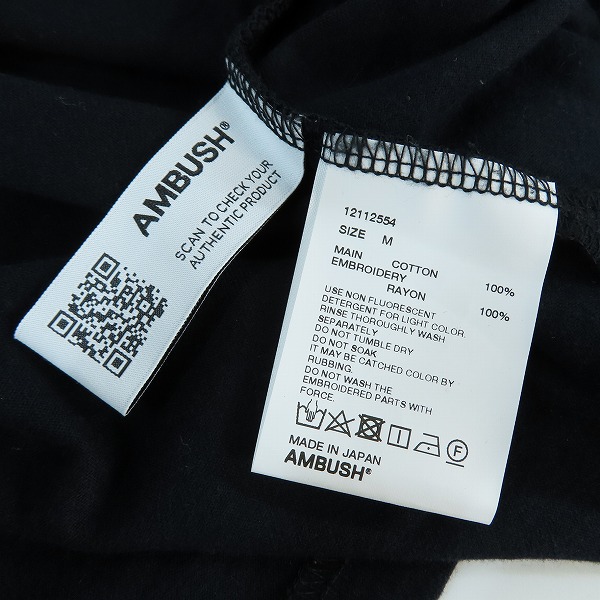 AMBUSH®
SCAN TO CHECK YOUR
AUTHENTIC PRODUCT
12112554
SIZE M
MAIN COTTON 100%
EMBROIDERY
RAYON 100%
USE NON FLUORESCENT
DETERGENT FOR LIGHT COLOR.
RINSE THOROUGHLY WASH
SEPARATELY
DO NOT TUMBLE DRY
DO NOT SOAK
IT MAY BE CATCHED COLOR BY
RUBBING.
DO NOT WASH THE
EMBROIDERED PARTS WITH
FORCE.
F
MADE IN JAPAN
AMBUSH®